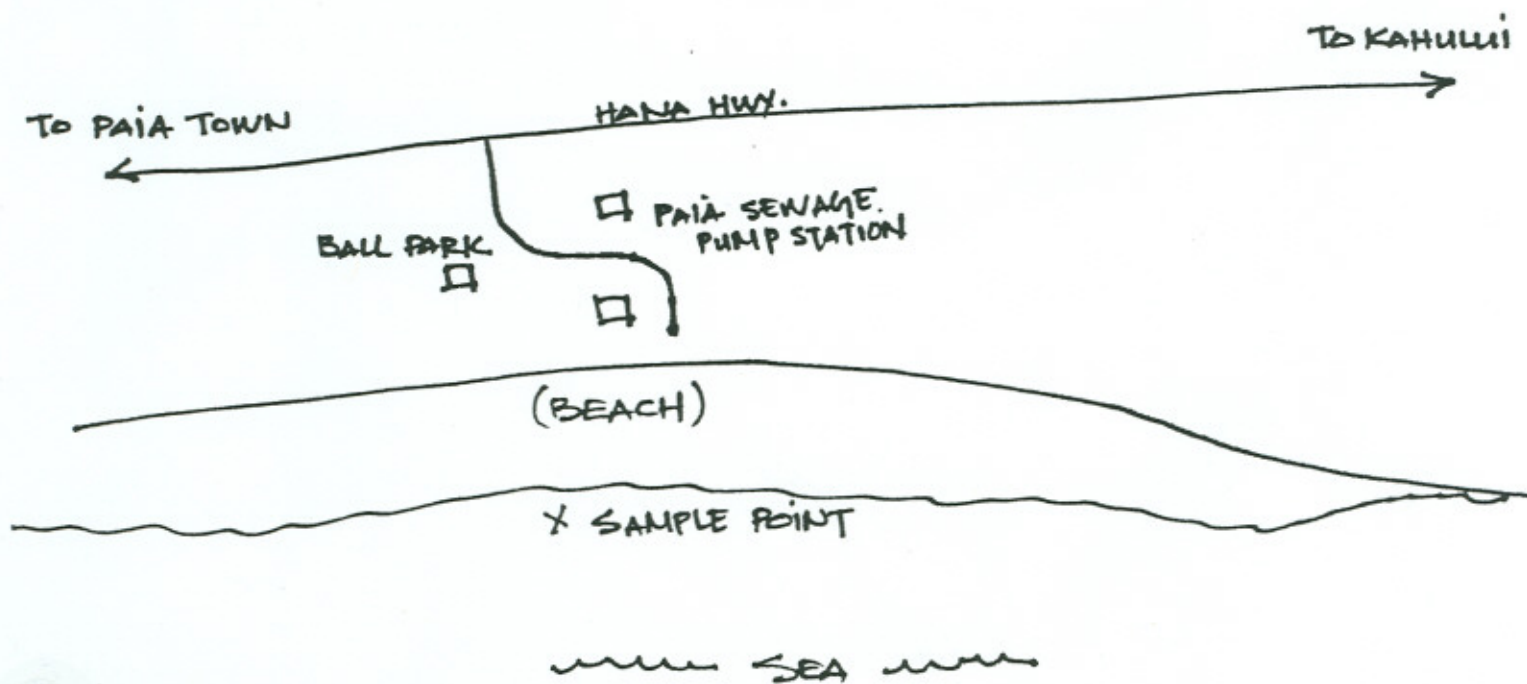 TO KAHULUI
HANA HWY.
TO PAIA TOWN
PAIA SEWAGE.
PUMP STATION
BALL PARK
(BEACH)
X SAMPLE POINT
SEA